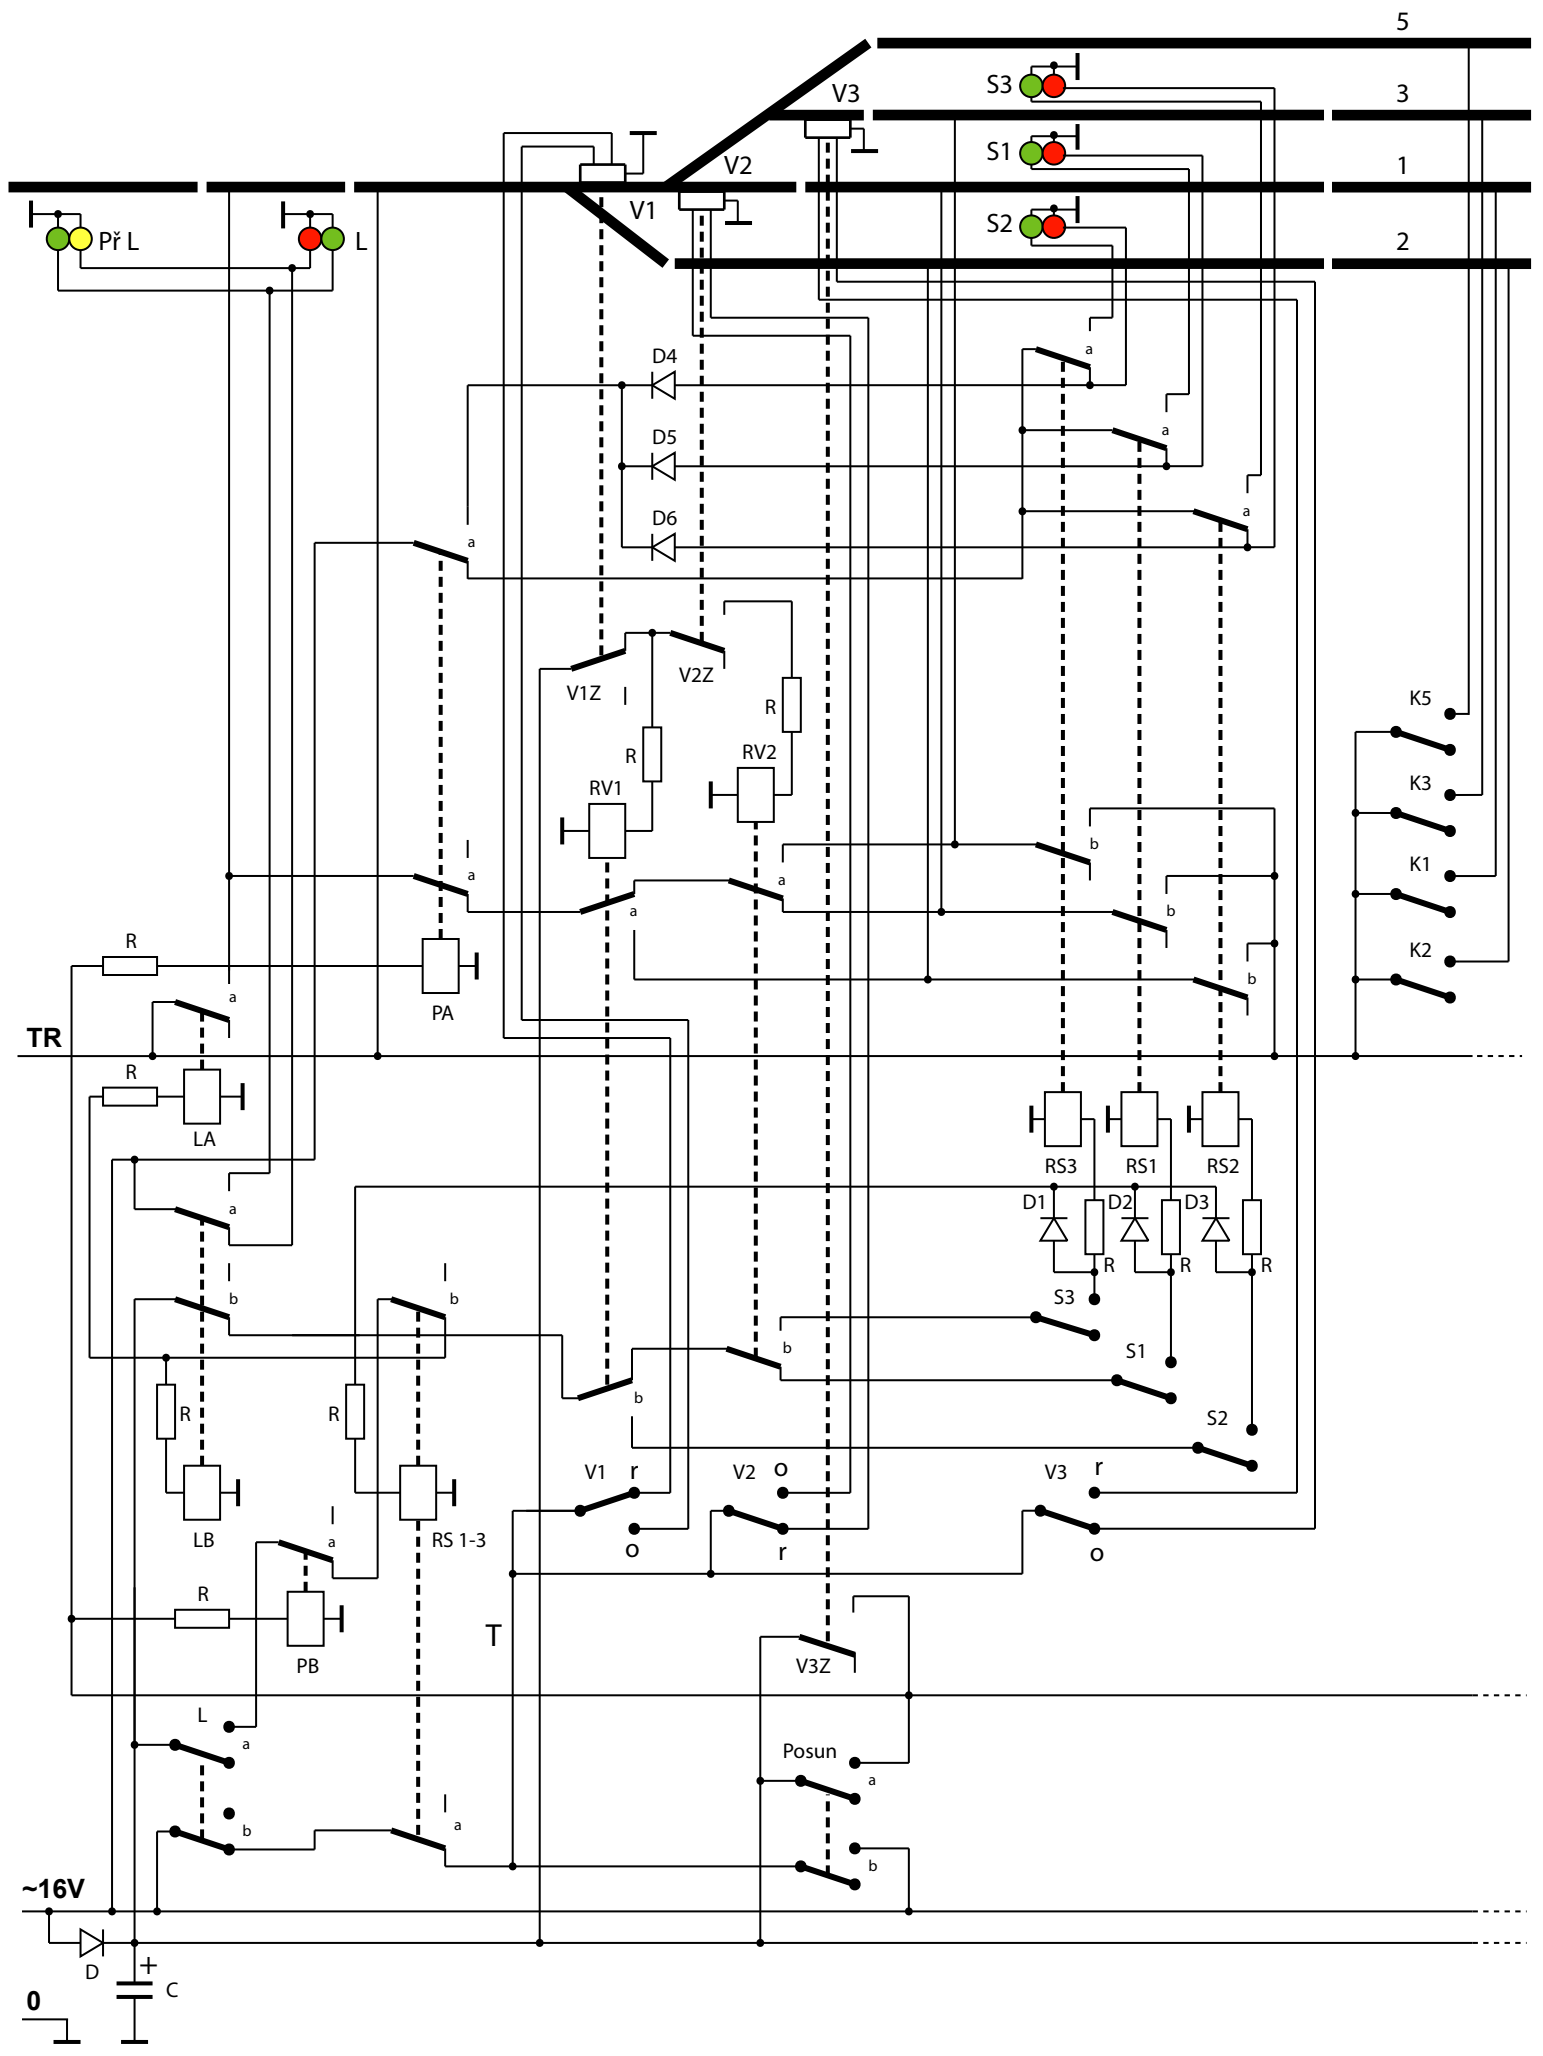 5
S3
V3
3
S1
V2
1
V1
S2
Př L
L
2
D4
a
D5
a
D6
a
a
V1Z
V2Z
R
K5
R
RV2
RV1
K3
b
a
a
a
b
K1
R
b
K2
a
PA
TR
R
LA
RS3
RS1
RS2
a
D1
D2
D3
R
R
R
b
b
S3
b
S1
b
R
R
S2
V1
r
V2
o
V3
r
LB
a
RS 1-3
o
r
o
R
T
PB
V3Z
L
a
Posun
a
b
a
b
~16V
D
+
C
0